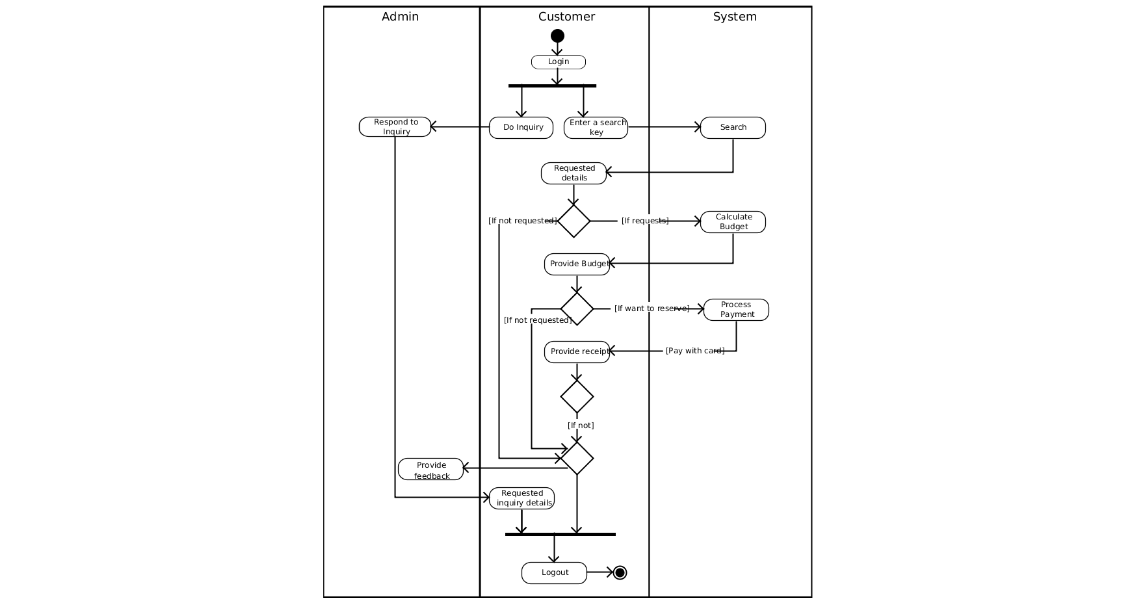 Admin
Customer
System
Login
Respond to
Inquiry
Do Inquiry
Enter a search
key
Search
Requested
details
[If not requested]
[If requests]
Calculate
Budget
Provide Budget
[If want to reserve]
Process
Payment
[If not requested]
Provide receipt
[Pay with card]
[If not]
Provide
feedback
Requested
inquiry details
Logout